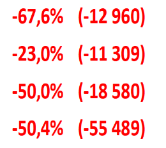 -67,6% (-12 960)
-23,0% (-11 309)
-50,0% (-18 580)
-50,4% (-55 489)